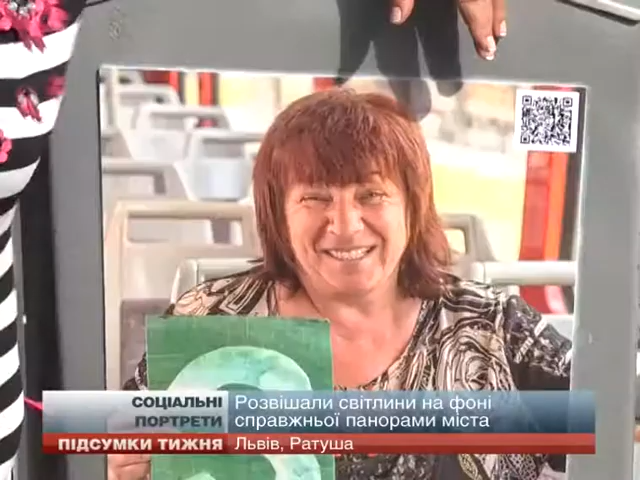 СОЦІАЛЬНІ
ПОРТРЕТИ
Розвішали світлини на фоні
справжньої панорами міста
ПІДСУМКИ ТИЖНЯ
Львів, Ратуша